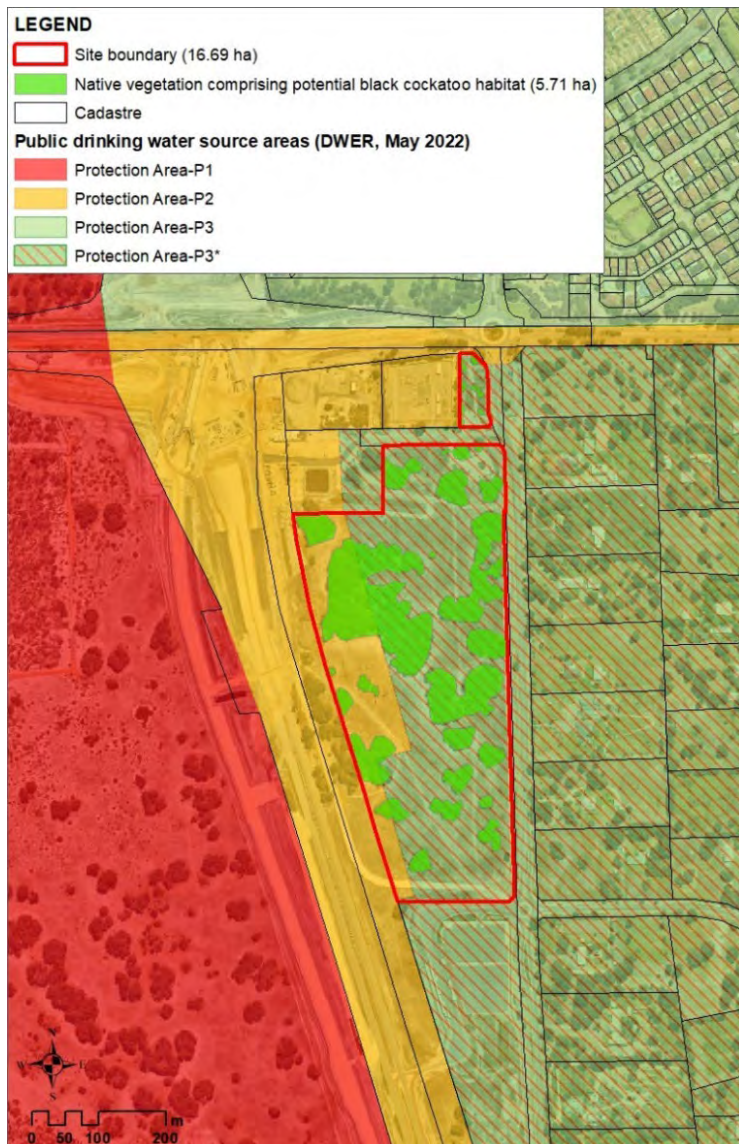 LEGEND
Site boundary (16.69 ha)
Native vegetation comprising potential black cockatoo habitat (5.71 ha)
Cadastre
Public drinking water source areas (DWER, May 2022)
Protection Area-P1
Protection Area-P2
Protection Area-P3
Protection Area-P3*
N
W E
S
m
0 50 100 200